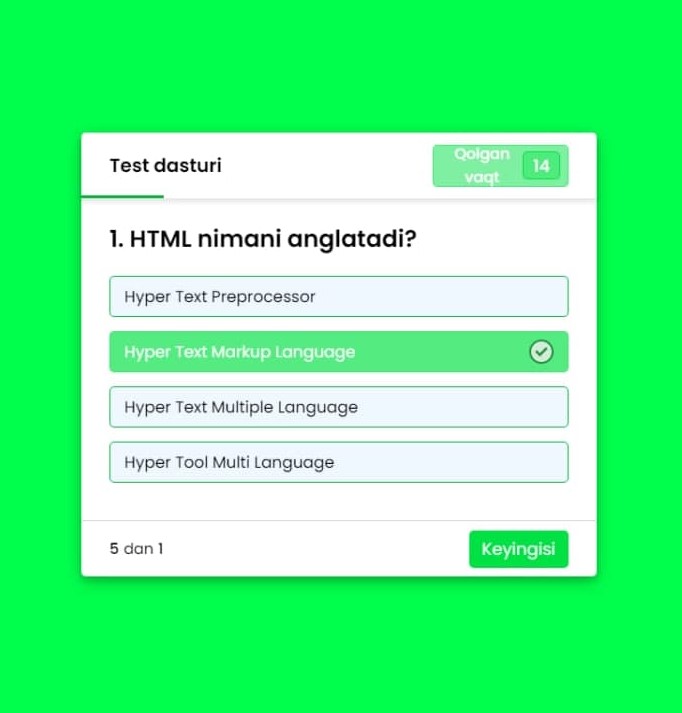 Test dasturi
Qolgan
vaqt
14
1. HTML nimani anglatadi?
Hyper Text Preprocessor
Hyper Text Markup Language
Hyper Text Multiple Language
Hyper Tool Multi Language
5 dan 1
Keyingisi